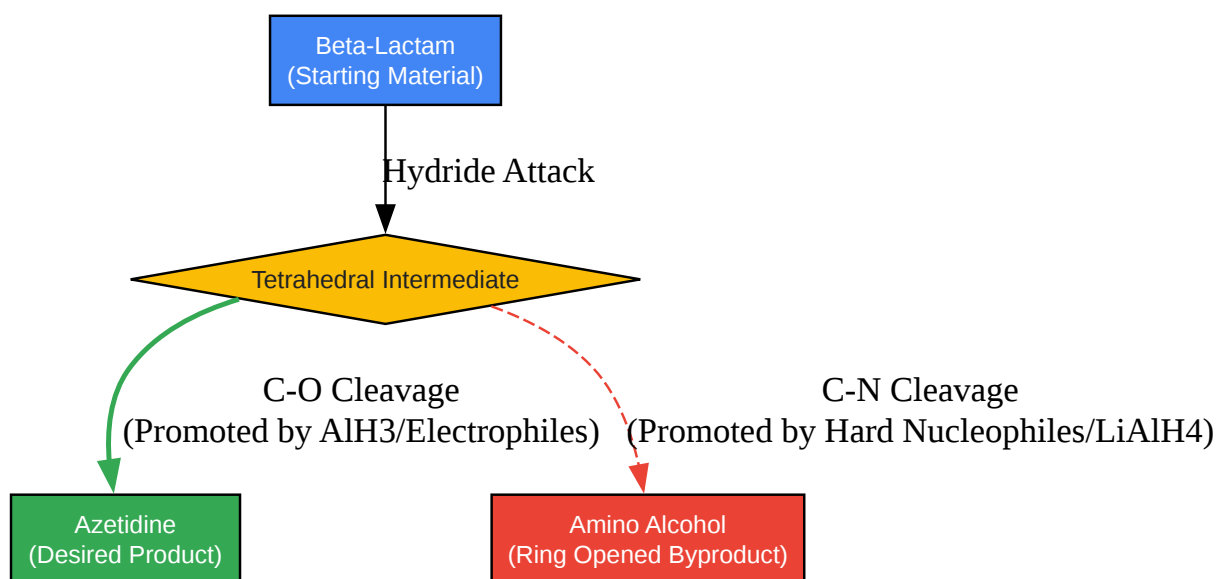 Beta-Lactam
(Starting Material)
Hydride Attack
Tetrahedral Intermediate
C-O Cleavage
(Promoted by AlH3/Electrophiles)
C-N Cleavage
(Promoted by Hard Nucleophiles/LiAlH4)
Azetidine
(Desired Product)
Amino Alcohol
(Ring Opened Byproduct)